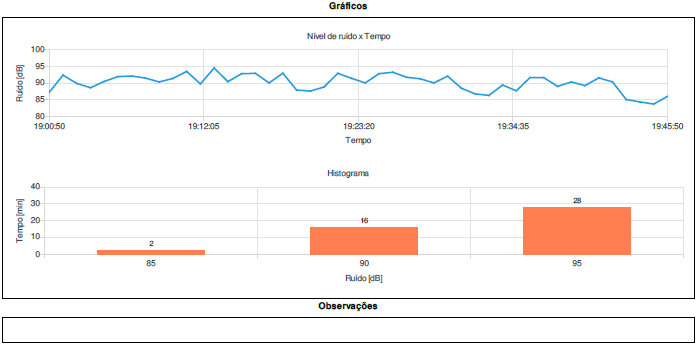 Gráficos
Nível de ruído x Tempo
Ruído [dB]
100
95
90
85
80
19:00:50 19:12:05 19:23:20 19:34:35 19:45:50
Tempo
Histograma
Tempo [min]
40
30
20
10
0
2 16 28
85 90 95
Ruído [dB]
Observações